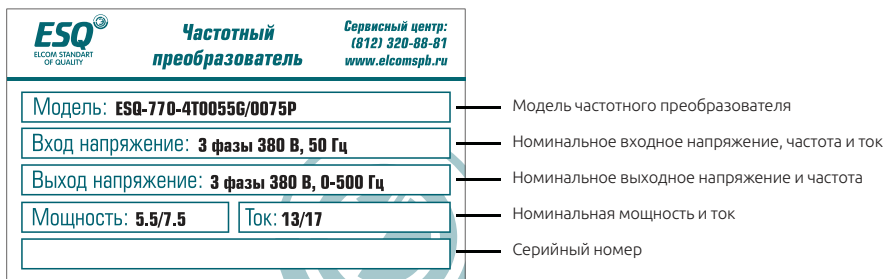 ESQ®
ELCOM STANDART
OF QUALITY
Частотный
преобразователь
Сервисный центр:
(812) 320-88-81
www.elcomspb.ru
Модель: ESQ-770-4T0055G/0075P
Модель частотного преобразователя
Вход напряжение: 3 фазы 380 В, 50 Гц
Номинальное входное напряжение, частота и ток
Выход напряжение: 3 фазы 380 В, 0-500 Гц
Номинальное выходное напряжение и частота
Мощность: 5.5/7.5 Ток: 13/17
Номинальная мощность и ток
Серийный номер